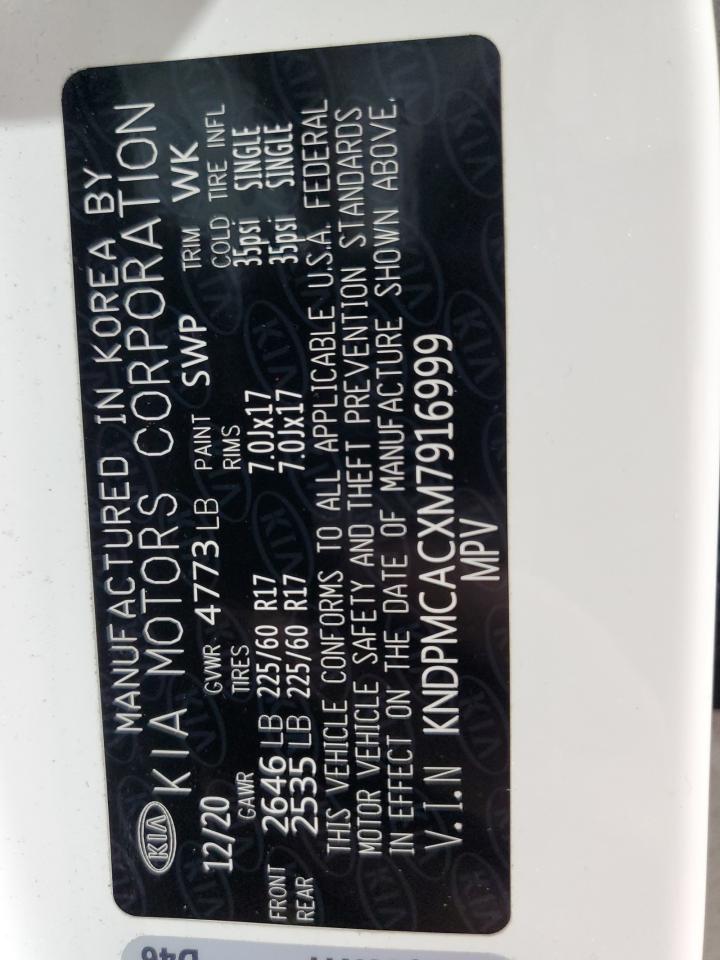 MANUFACTURED IN KOREA BY
KIA KIA MOTORS CORPORATION
12/20 GVWR 4773 LB PAINT SWP TRIM WK
GAWR TIRES RIMS COLD TIRE INFL
FRONT 2646 LB 225/60 R17 7.0Jx17 35psi SINGLE
REAR 2535 LB 225/60 R17 7.0Jx17 35psi SINGLE
THIS VEHICLE CONFORMS TO ALL APPLICABLE U.S.A. FEDERAL
MOTOR VEHICLE SAFETY AND THEFT PREVENTION STANDARDS
IN EFFECT ON THE DATE OF MANUFACTURE SHOWN ABOVE.
V.I.N KNDPMCACXM7916999
MPV
D46